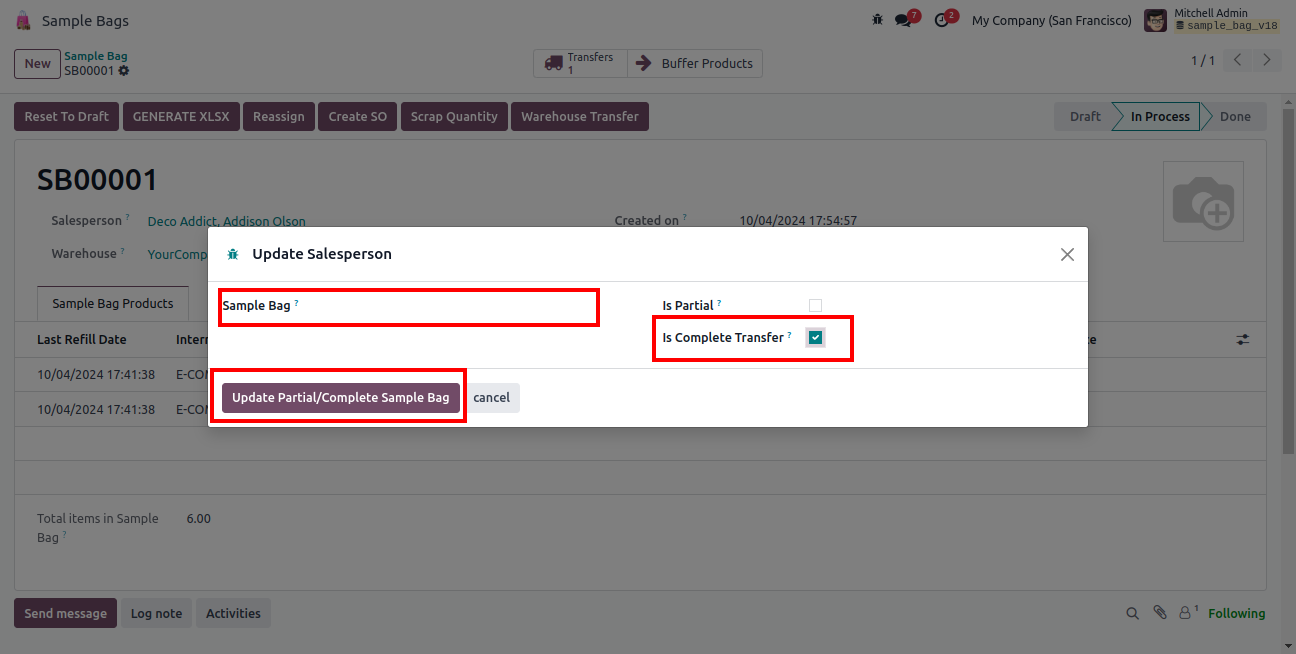 Sample Bags
7
2
My Company (San Francisco)
Mitchell Admin
sample_bag_v18
New
Sample Bag
SB00001
Transfers
1
Buffer Products
1 / 1
Reset To Draft
GENERATE XLSX
Reassign
Create SO
Scrap Quantity
Warehouse Transfer
Draft
In Process
Done
SB00001
Salesperson ?
Deco Addict, Addison Olson
Created on ?
10/04/2024 17:54:57
Warehouse ?
YourComp
Update Salesperson
Sample Bag ?
Is Partial ?
Is Complete Transfer ?
Update Partial/Complete Sample Bag
cancel
Sample Bag Products
Last Refill Date
Intern
e
10/04/2024 17:41:38
E-COM
10/04/2024 17:41:38
E-COM
Total items in Sample
Bag ?
6.00
Send message
Log note
Activities
1
Following